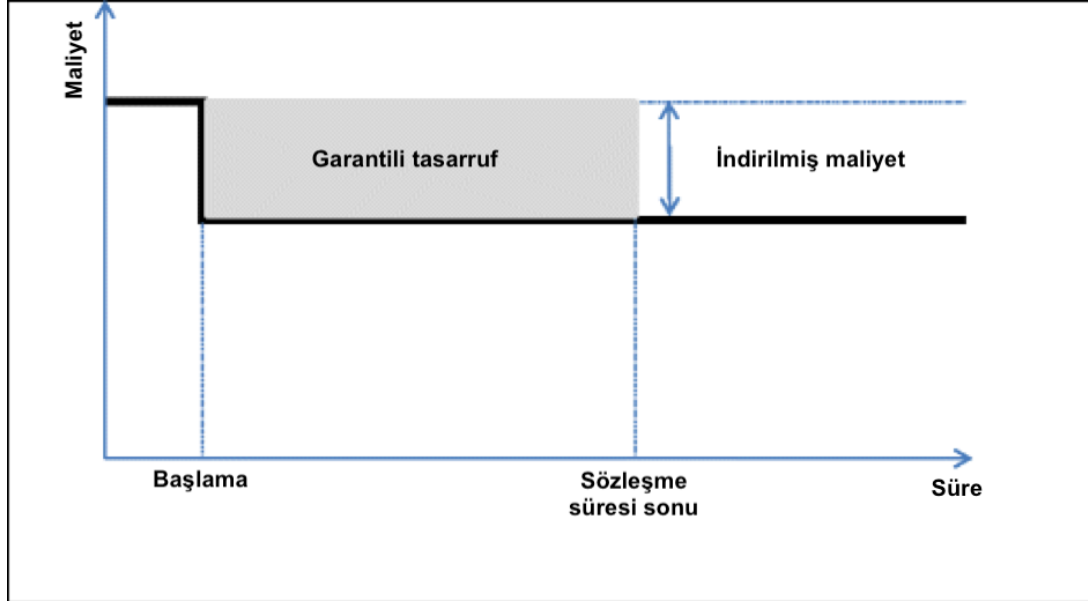 Maliyet
Garantili tasarruf
İndirilmiş maliyet
Başlama
Sözleşme
süresi sonu
Süre